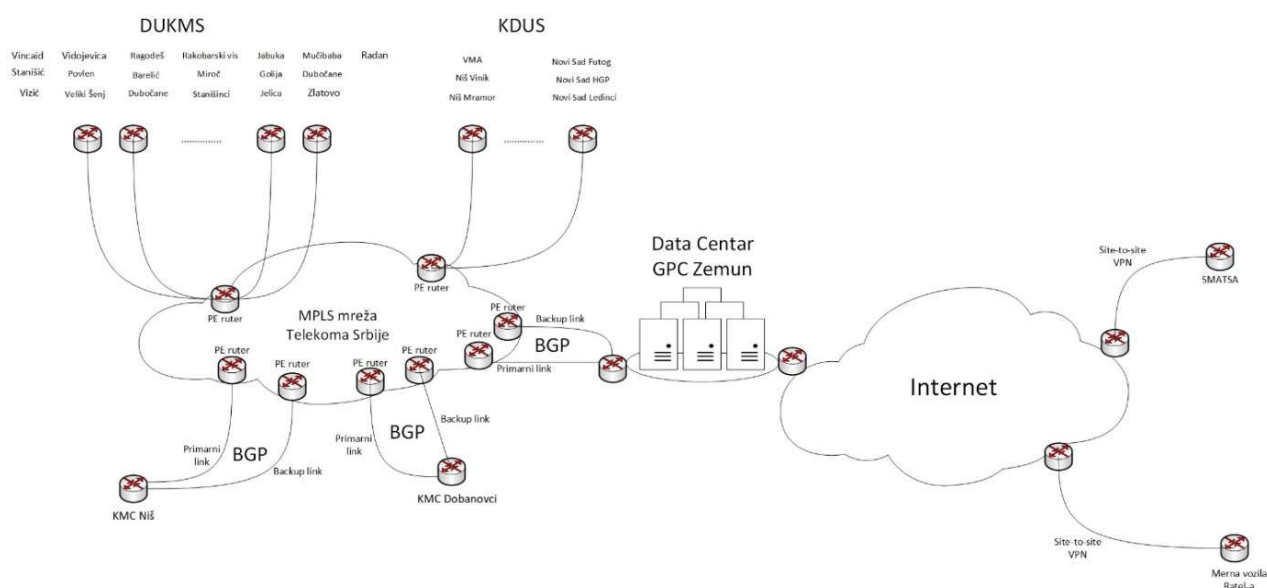 DUKMS
KDUS
Vincaid Vidojevica Ragodeš Rakobarski vis Jabuka Mučibaba Radan
Stanišić Povlen Barelić Miroč Golija Dubočane
Vizić Veliki Šenj Dubočane Stanišinci Jelica Zlatovo
VMA Novi Sad Futog
Niš Vinik Novi Sad HGP
Niš Mramor Novi Sad Ledinci
............... ...............
PE ruter
PE ruter
MPLS mreža
Telekoma Srbije
Data Centar
GPC Zemun
PE ruter
Backup link
PE ruter
BGP
Primarni link
PE ruter
PE ruter
PE ruter
PE ruter
Primarni
link
BGP
Backup link
KMC Niš
Primarni
link
BGP
Backup link
KMC Dobanovci
Internet
Site-to-site
VPN
SMATSA
Site-to-site
VPN
Merna vozila
Ratel-a